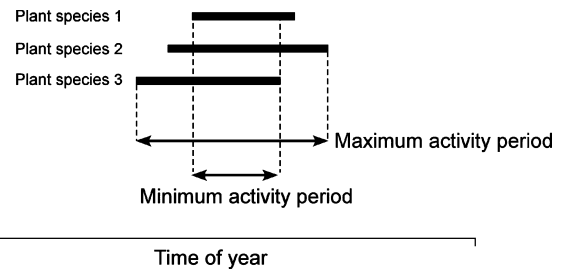 Plant species 1
Plant species 2
Plant species 3
Maximum activity period
Minimum activity period
Time of year